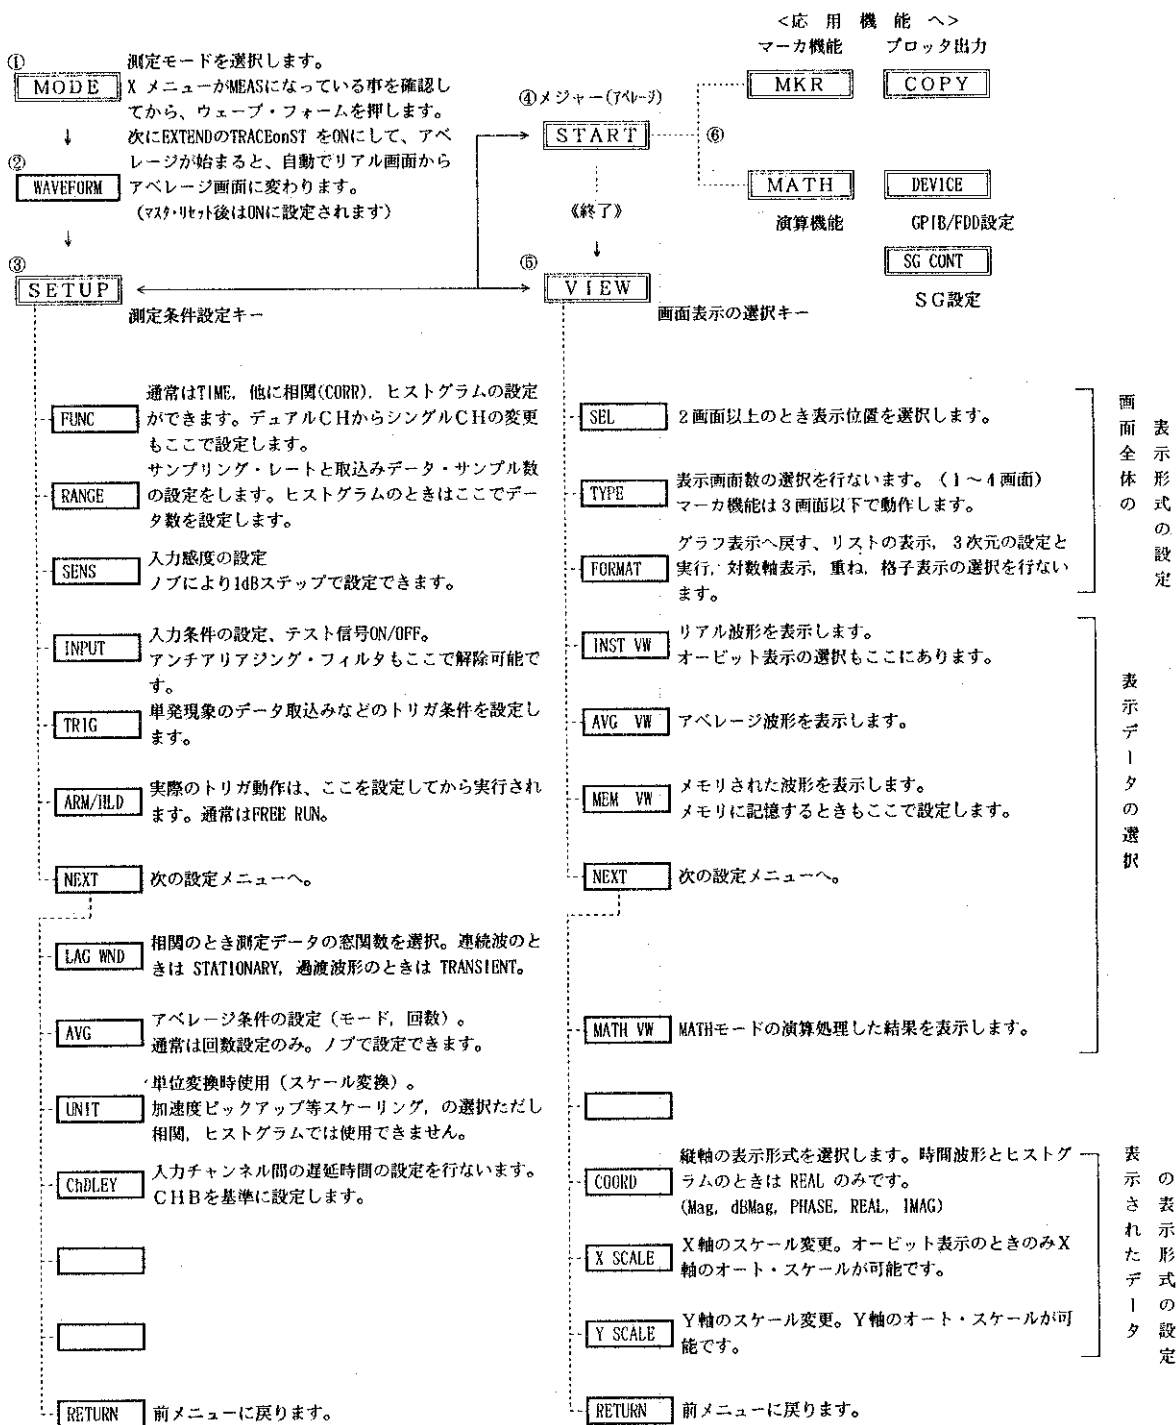 ①
MODE
↓
②
WAVEFORM
↓
③
SETUP
測定モードを選択します。
X メニューがMEASになっている事を確認し
てから、ウェーブ・フォームを押します。
次にEXTENDのTRACEonST をONにして、アベ
レージが始まると、自動でリアル画面から
アベレージ画面に変わります。
(マスタ・リセット後はONに設定されます)
測定条件設定キー
④メジャー(アベレージ)
START
《終了》
↓
⑤
VIEW
画面表示の選択キー
⑥
<応 用 機 能 へ>
マーカ機能 プロッタ出力
MKR COPY
MATH DEVICE
演算機能 GPIB/FDD設定
SG CONT
SG設定
FUNC
通常はTIME, 他に相関(CORR), ヒストグラムの設定
ができます。デュアルCHからシングルCHの変更
もここで設定します。
RANGE
サンプリング・レートと取込みデータ・サンプル数
の設定をします。ヒストグラムのときはここでデー
タ数を設定します。
SENS
入力感度の設定
ノブにより1dBステップで設定できます。
INPUT
入力条件の設定、テスト信号ON/OFF。
アンチアリアジング・フィルタもここで解除可能で
す。
TRIG
単発現象のデータ取込みなどのトリガ条件を設定し
ます。
ARM/HLD
実際のトリガ動作は、ここを設定してから実行され
ます。通常はFREE RUN。
NEXT
次の設定メニューへ。
LAG WND
相関のとき測定データの窓関数を選択。連続波のと
きは STATIONARY, 過渡波形のときは TRANSIENT。
AVG
アベレージ条件の設定（モード, 回数）。
通常は回数設定のみ。ノブで設定できます。
UNIT
単位変換時使用（スケール変換）。
加速度ピックアップ等スケーリング, の選択ただし
相関, ヒストグラムでは使用できません。
ChDLEY
入力チャンネル間の遅延時間の設定を行ないます。
CHBを基準に設定します。
RETURN
前メニューに戻ります。
SEL
2画面以上のとき表示位置を選択します。
TYPE
表示画面数の選択を行ないます。（1～4画面）
マーカ機能は3画面以下で動作します。
FORMAT
グラフ表示へ戻す、リストの表示, 3次元の設定と
実行, 対数軸表示, 重ね, 格子表示の選択を行ない
ます。
画面全体の
表示形式の設定
INST VW
リアル波形を表示します。
オービット表示の選択もここにあります。
AVG VW
アベレージ波形を表示します。
MEM VW
メモリされた波形を表示します。
メモリに記憶するときもここで設定します。
NEXT
次の設定メニューへ。
MATH VW
MATHモードの演算処理した結果を表示します。
表示データの選択
COORD
縦軸の表示形式を選択します。時間波形とヒストグ
ラムのときは REAL のみです。
(Mag, dBMag, PHASE, REAL, IMAG)
X SCALE
X軸のスケール変更。オービット表示のときのみX
軸のオート・スケールが可能です。
Y SCALE
Y軸のスケール変更。Y軸のオート・スケールが可
能です。
表示されたデータ
の表示形式の設定
RETURN
前メニューに戻ります。